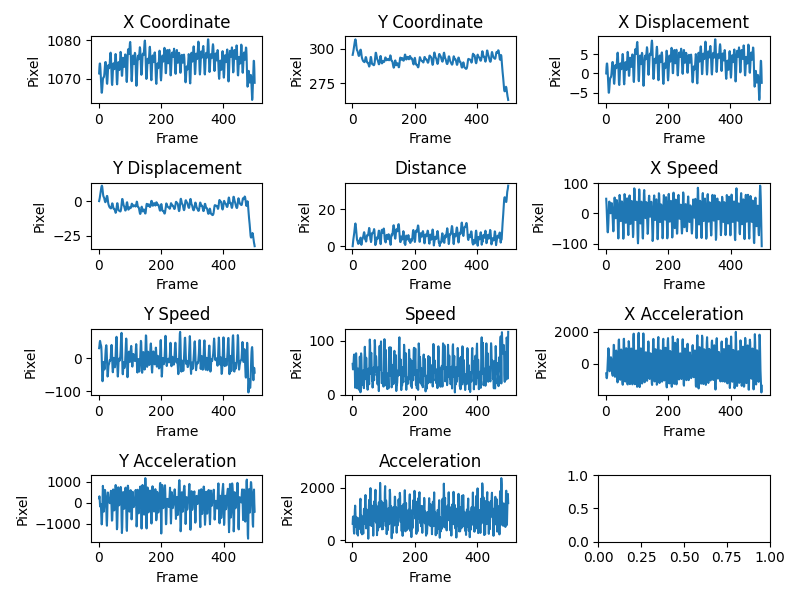 X Coordinate
Y Coordinate
X Displacement
1080
1070
Pixel
0
400
Frame
300
275
Pixel
0
200
400
Frame
5
0
−5
Pixel
0
200
400
Frame
Y Displacement
Distance
X Speed
0
−25
Pixel
0
200
400
Frame
20
0
Pixel
0
200
400
Frame
100
0
−100
Pixel
0
200
400
Frame
Y Speed
Speed
X Acceleration
0
−100
Pixel
0
200
400
Frame
100
0
Pixel
0
200
400
Frame
2000
0
Pixel
0
200
400
Frame
Y Acceleration
Acceleration
1000
0
−1000
Pixel
0
200
400
Frame
2000
0
Pixel
0
200
400
Frame
1.0
0.5
0.0
0.00
0.25
0.50
0.75
1.00